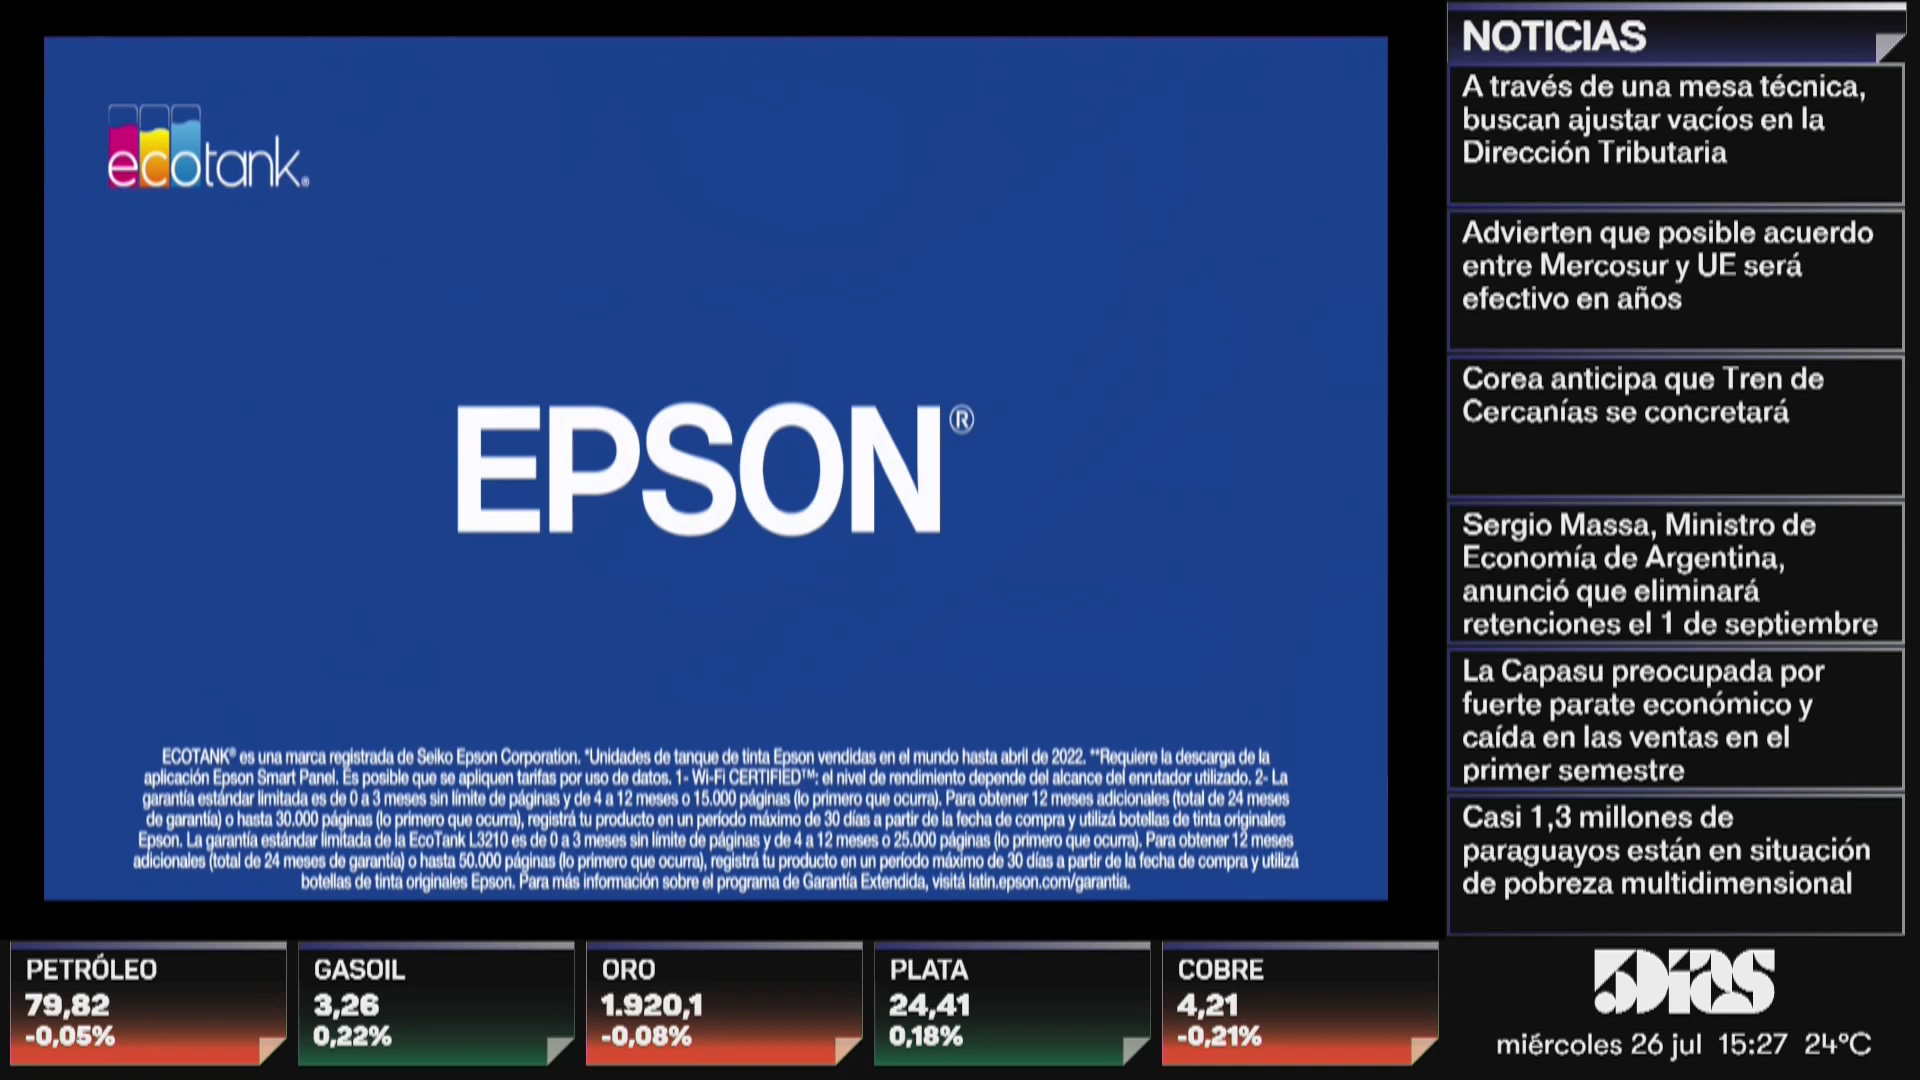 ecotank®
EPSON®
ECOTANK® es una marca registrada de Seiko Epson Corporation. *Unidades de tanque de tinta Epson vendidas en el mundo hasta abril de 2022. **Requiere la descarga de la
aplicación Epson Smart Panel. Es posible que se apliquen tarifas por uso de datos. 1- Wi-Fi CERTIFIED™: el nivel de rendimiento depende del alcance del enrutador utilizado. 2- La
garantía estándar limitada es de 0 a 3 meses sin límite de páginas y de 4 a 12 meses o 15.000 páginas (lo primero que ocurra). Para obtener 12 meses adicionales (total de 24 meses
de garantía) o hasta 30.000 páginas (lo primero que ocurra), registrá tu producto en un período máximo de 30 días a partir de la fecha de compra y utilizá botellas de tinta originales
Epson. La garantía estándar limitada de la EcoTank L3210 es de 0 a 3 meses sin límite de páginas y de 4 a 12 meses o 25.000 páginas (lo primero que ocurra). Para obtener 12 meses
adicionales (total de 24 meses de garantía) o hasta 50.000 páginas (lo primero que ocurra), registrá tu producto en un período máximo de 30 días a partir de la fecha de compra y utilizá
botellas de tinta originales Epson. Para más información sobre el programa de Garantía Extendida, visitá latin.epson.com/garantia.
NOTICIAS
A través de una mesa técnica,
buscan ajustar vacíos en la
Dirección Tributaria
Advierten que posible acuerdo
entre Mercosur y UE será
efectivo en años
Corea anticipa que Tren de
Cercanías se concretará
Sergio Massa, Ministro de
Economía de Argentina,
anunció que eliminará
retenciones el 1 de septiembre
La Capasu preocupada por
fuerte parate económico y
caída en las ventas en el
primer semestre
Casi 1,3 millones de
paraguayos están en situación
de pobreza multidimensional
PETRÓLEO
79,82
-0,05%
GASOIL
3,26
0,22%
ORO
1.920,1
-0,08%
PLATA
24,41
0,18%
COBRE
4,21
-0,21%
5Días
miércoles 26 jul 15:27 24°C